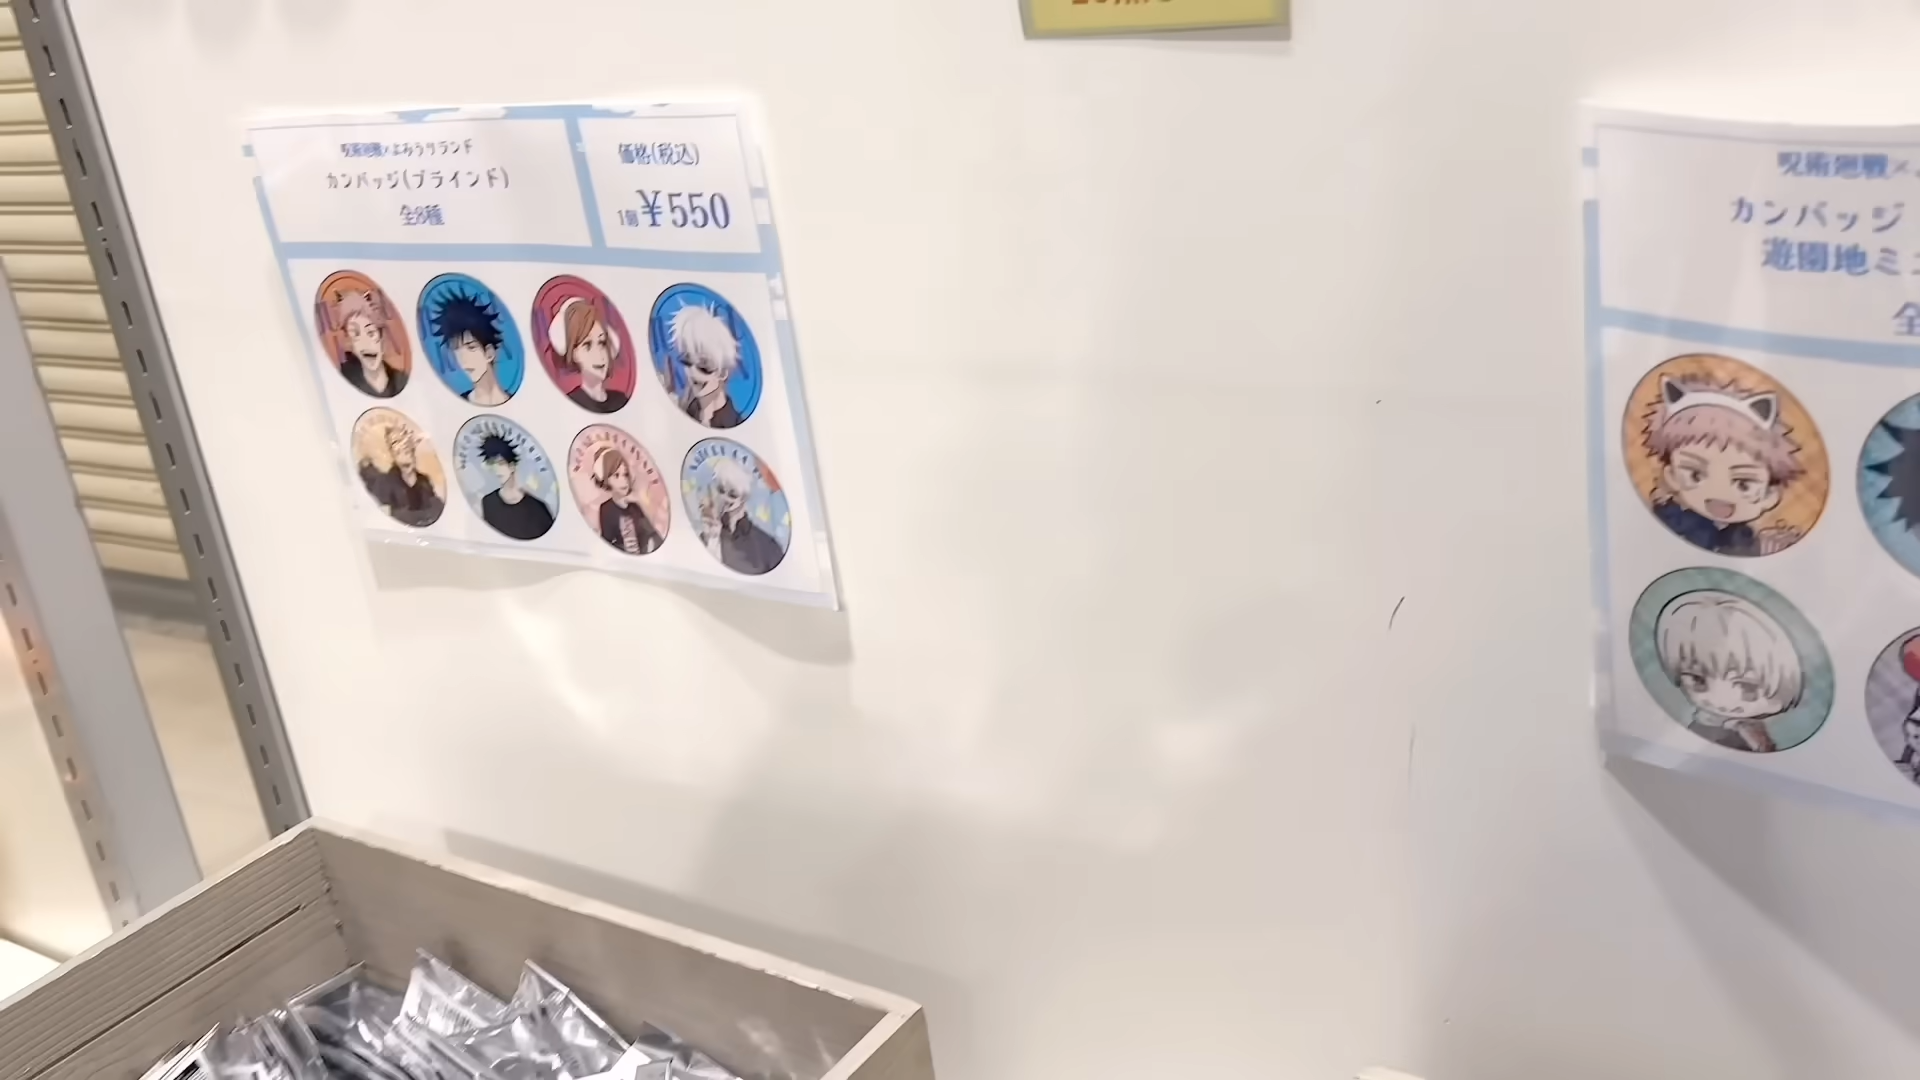 呪術廻戦×よみうりランド
カンバッジ(ブラインド)
全8種
価格(税込)
1個¥550
呪術廻戦×
カンバッジ
遊園地ミ
全